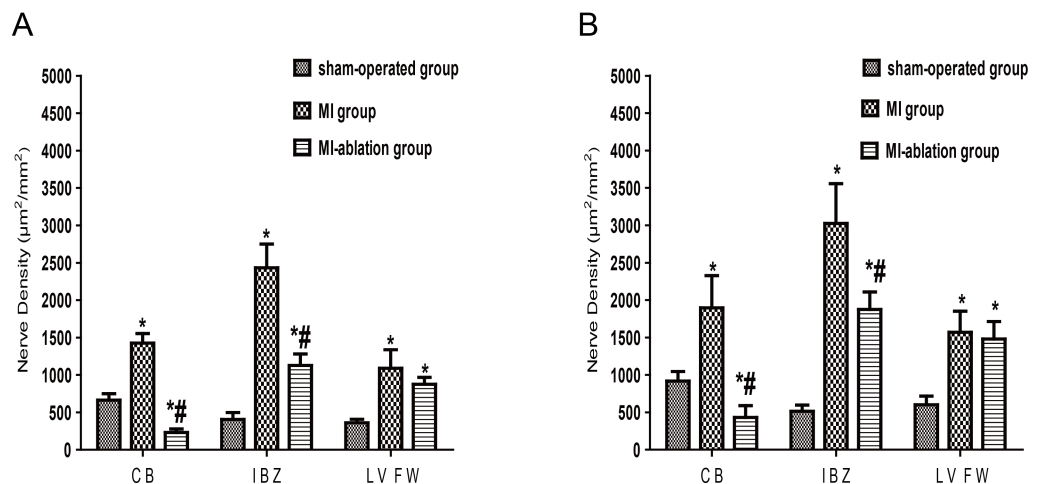 A
sham-operated group
MI group
MI-ablation group
Nerve Density (µm²/mm²)
5000
4500
4000
3500
3000
2500
2000
1500
1000
500
0
*
*#
*
*#
*
*
CB IBZ LV FW
B
sham-operated group
MI group
MI-ablation group
Nerve Density (µm²/mm²)
5000
4500
4000
3500
3000
2500
2000
1500
1000
500
0
*
*#
*
*#
*
*
CB IBZ LV FW